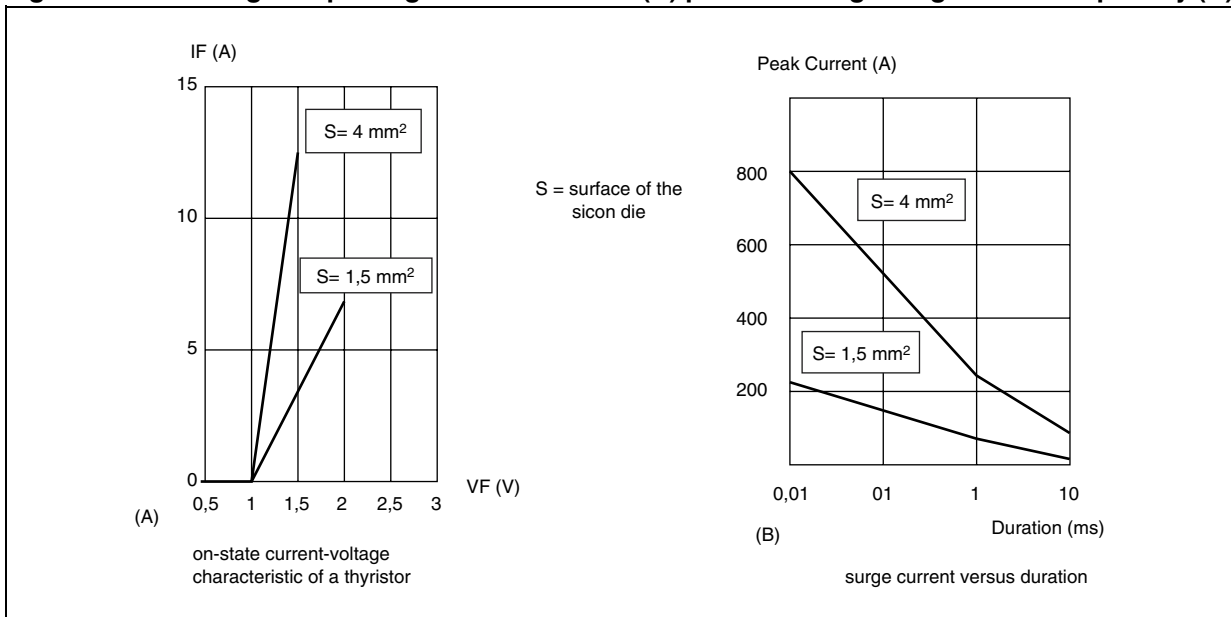 IF (A)
15
10
5
0
S= 4 mm²
S= 1,5 mm²
0,5 1 1,5 2 2,5 3
VF (V)
(A)
on-state current-voltage
characteristic of a thyristor
S = surface of the
sicon die
Peak Current (A)
800
600
400
200
S= 4 mm²
S= 1,5 mm²
0,01 01 1 10
Duration (ms)
(B)
surge current versus duration